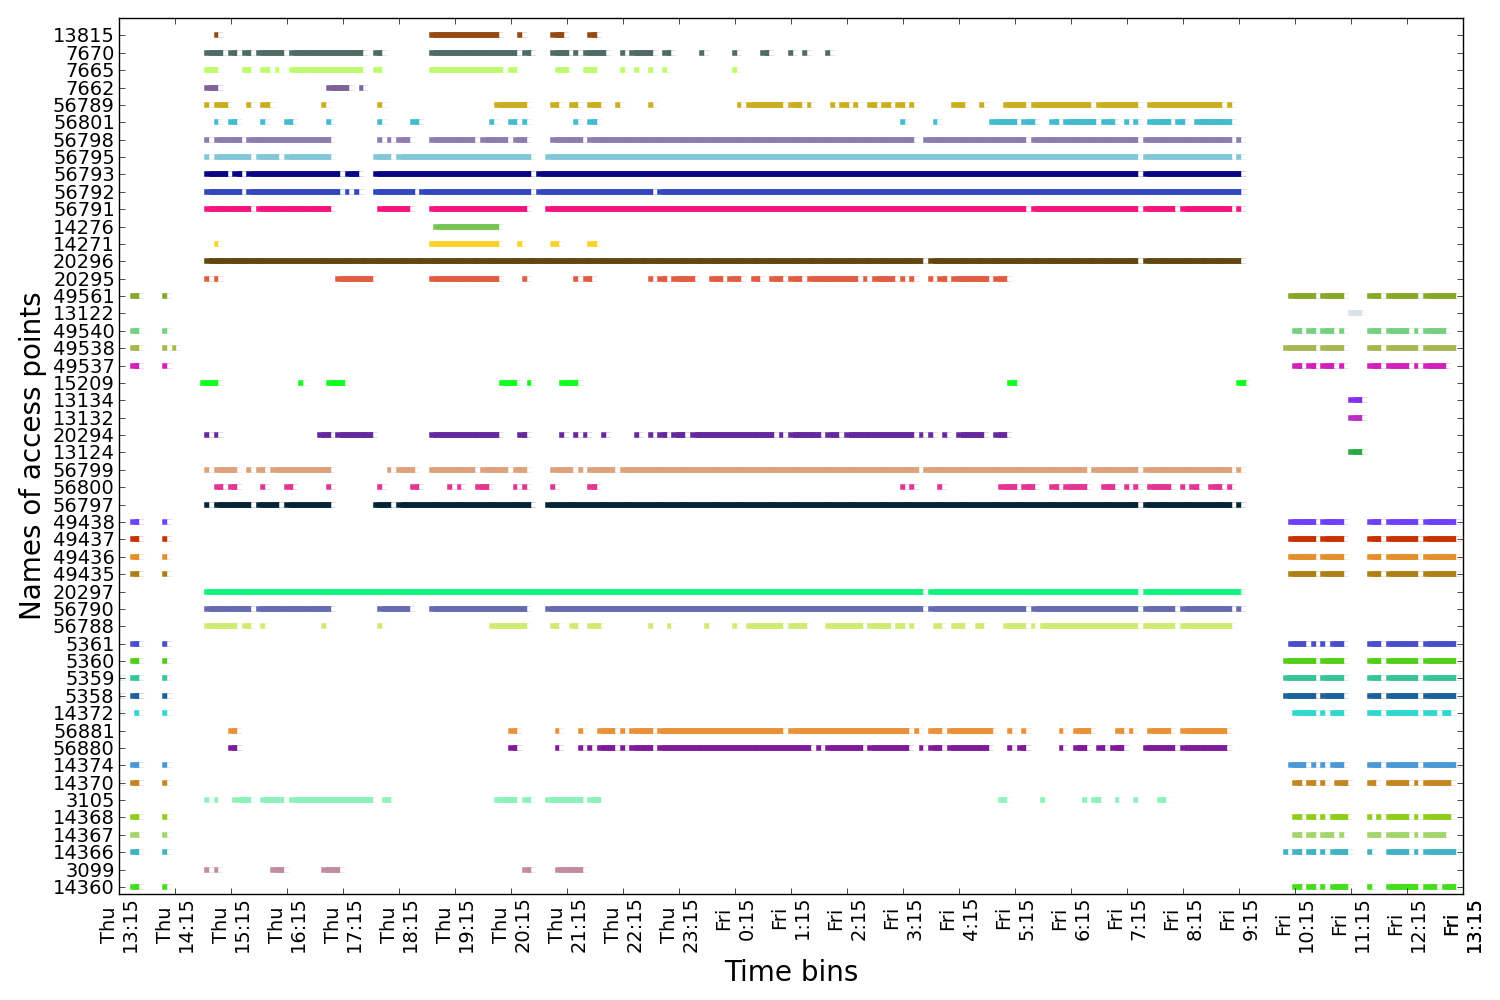 13815
7670
7665
7662
56789
56801
56798
56795
56793
56792
56791
14276
14271
20296
20295
49561
13122
49540
49538
49537
15209
13134
13132
20294
13124
56799
56800
56797
49438
49437
49436
49435
20297
56790
56788
5361
5360
5359
5358
14372
56881
56880
14374
14370
3105
14368
14367
14366
3099
14360
Names of access points
Thu
13:15
Thu
14:15
Thu
15:15
Thu
16:15
Thu
17:15
Thu
18:15
Thu
19:15
Thu
20:15
Thu
21:15
Thu
22:15
Thu
23:15
Fri
0:15
Fri
1:15
Fri
2:15
Fri
3:15
Fri
4:15
Fri
5:15
Fri
6:15
Fri
7:15
Fri
8:15
Fri
9:15
Fri
10:15
Fri
11:15
Fri
12:15
Fri
13:15
Time bins